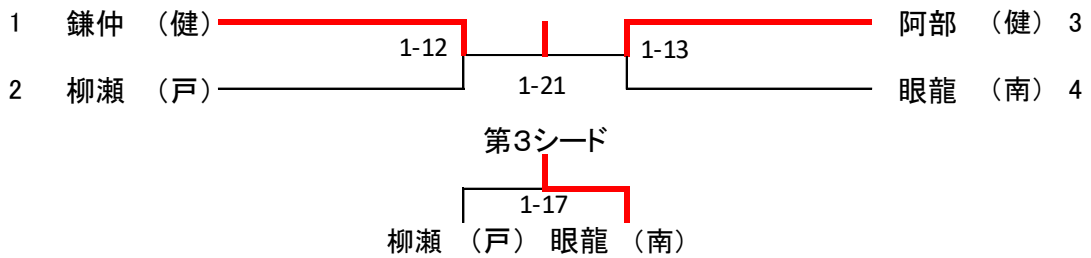 1 鎌仲 （健） 阿部 （健） 3
1-12 1-13
2 柳瀬 （戸） 1-21 眼龍 （南） 4
第３シード
1-17
柳瀬 （戸） 眼龍 （南）